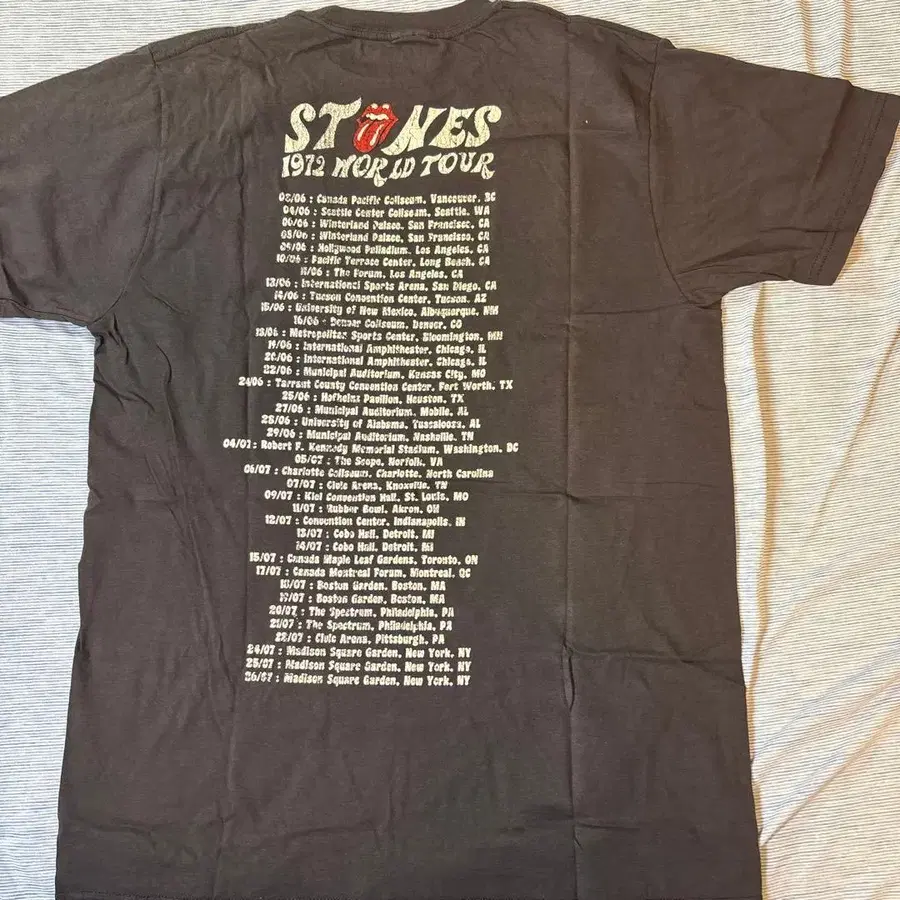 STONES
1972 WORLD TOUR
03/06 : Canada Pacific Coliseum, Vancouver, BC
04/06 : Seattle Center Coliseum, Seattle, WA
06/06 : Winterland Palace, San Francisco, CA
08/06 : Winterland Palace, San Francisco, CA
09/06 : Hollywood Palladium, Los Angeles, CA
10/06 : Pacific Terrace Center, Long Beach, CA
11/06 : The Forum, Los Angeles, CA
13/06 : International Sports Arena, San Diego, CA
14/06 : Tucson Convention Center, Tucson, AZ
15/06 : University of New Mexico, Albuquerque, NM
16/06 : Denver Coliseum, Denver, CO
18/06 : Metropolitan Sports Center, Bloomington, MN
19/06 : International Amphitheater, Chicago, IL
20/06 : International Amphitheater, Chicago, IL
22/06 : Municipal Auditorium, Kansas City, MO
24/06 : Tarrant County Convention Center, Fort Worth, TX
25/06 : Hofheinz Pavilion, Houston, TX
27/06 : Municipal Auditorium, Mobile, AL
28/06 : University of Alabama, Tuscaloosa, AL
29/06 : Municipal Auditorium, Nashville, TN
04/07 : Robert F. Kennedy Memorial Stadium, Washington, DC
05/07 : The Scope, Norfolk, VA
06/07 : Charlotte Coliseum, Charlotte, North Carolina
07/07 : Civic Arena, Knoxville, TN
09/07 : Kiel Convention Hall, St. Louis, MO
11/07 : Rubber Bowl, Akron, OH
12/07 : Convention Center, Indianapolis, IN
13/07 : Cobo Hall, Detroit, MI
14/07 : Cobo Hall, Detroit, MI
15/07 : Canada Maple Leaf Gardens, Toronto, ON
17/07 : Canada Montreal Forum, Montreal, QC
18/07 : Boston Garden, Boston, MA
19/07 : Boston Garden, Boston, MA
20/07 : The Spectrum, Philadelphia, PA
21/07 : The Spectrum, Philadelphia, PA
22/07 : Civic Arena, Pittsburgh, PA
24/07 : Madison Square Garden, New York, NY
25/07 : Madison Square Garden, New York, NY
26/07 : Madison Square Garden, New York, NY